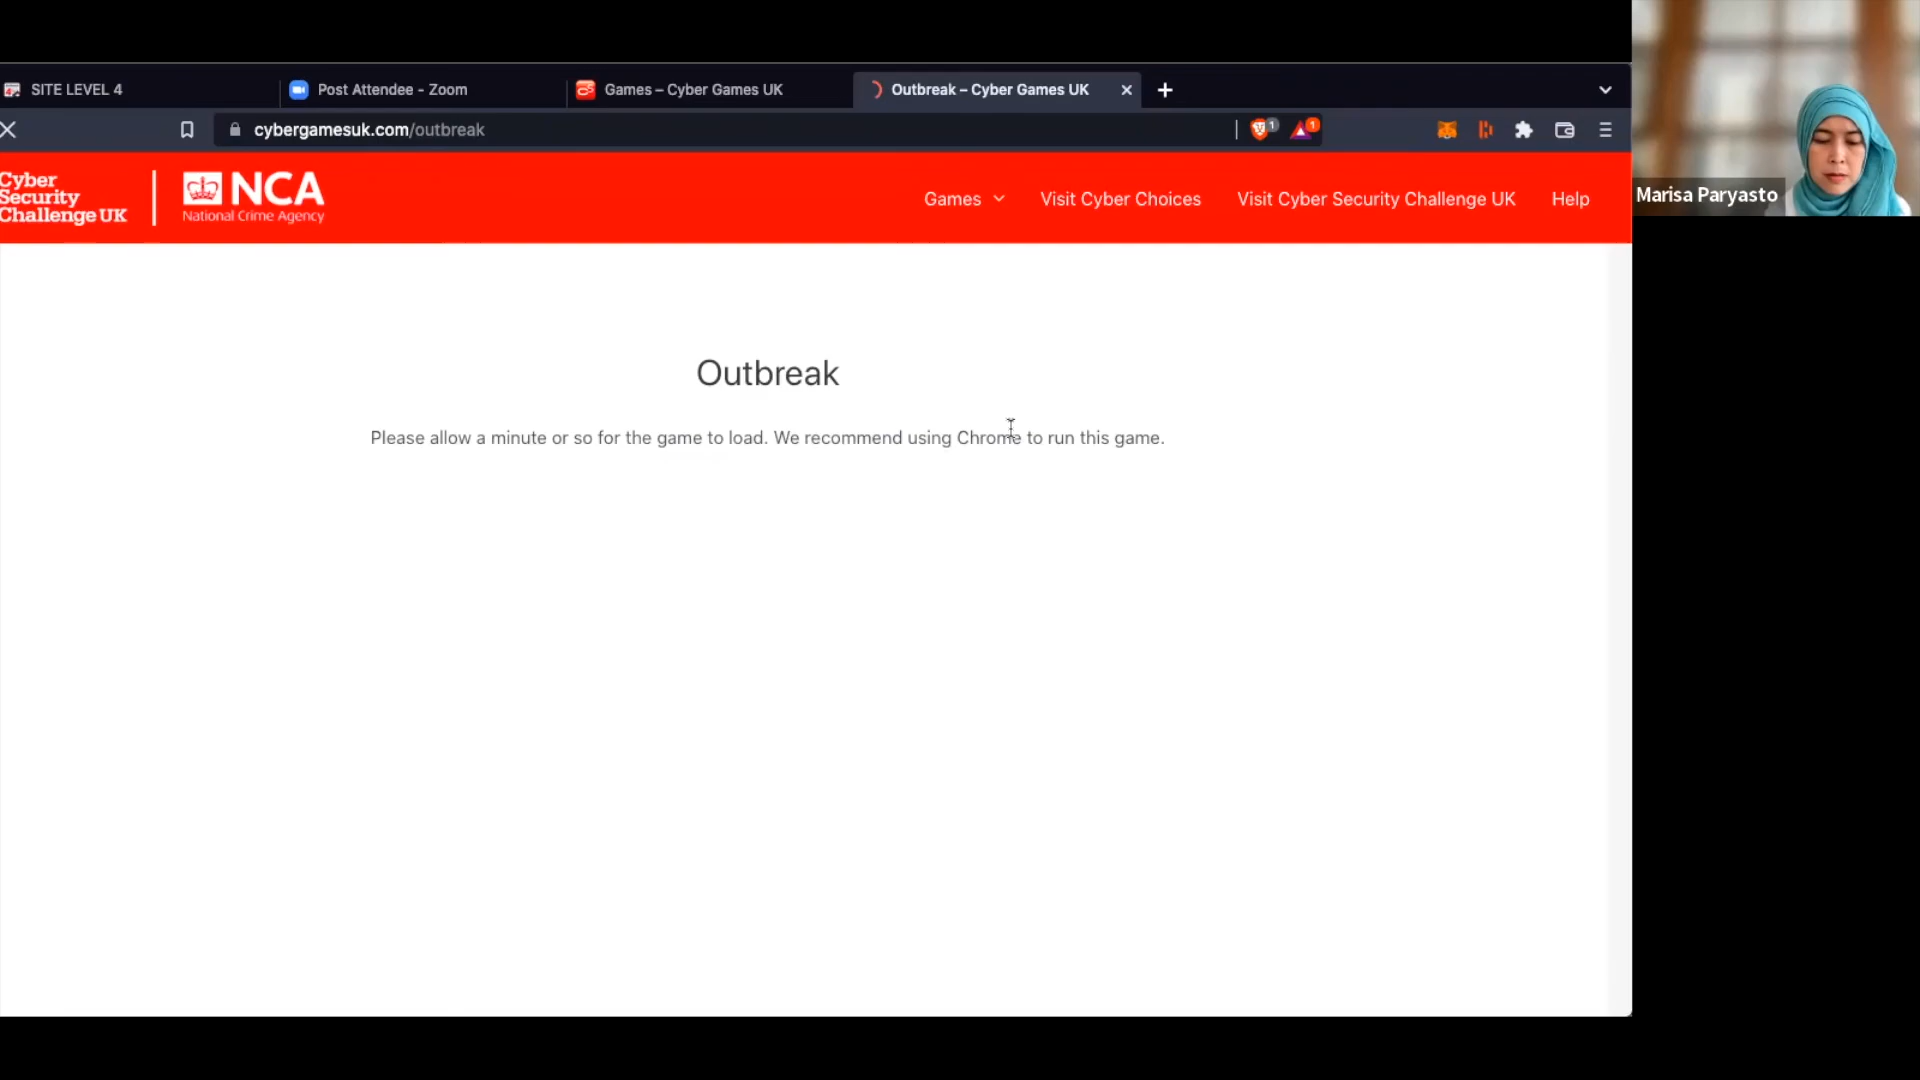 SITE LEVEL 4
Post Attendee - Zoom
Games – Cyber Games UK
Outbreak – Cyber Games UK
cybergamesuk.com/outbreak
1
1
Cyber
Security
Challenge UK
NCA
National Crime Agency
Games
Visit Cyber Choices
Visit Cyber Security Challenge UK
Help
Marisa Paryasto
Outbreak
Please allow a minute or so for the game to load. We recommend using Chrome to run this game.